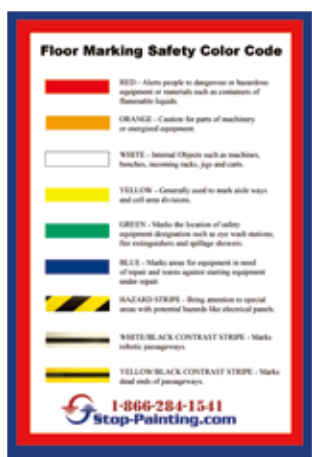 Floor Marking Safety Color Code
RED - Alerts people to dangerous or hazardous
equipment or materials such as containers of
flammable liquids.
ORANGE - Caution for parts of machinery
or energized equipment.
WHITE - Internal Objects such as machines,
benches, incoming racks, jigs and carts.
YELLOW - Generally used to mark aisle ways
and cell area divisions.
GREEN - Marks the location of safety
equipment designation such as eye wash stations,
fire extinguishers and spillage showers.
BLUE - Marks areas for equipment in need
of repair and warns against starting equipment
under repair.
HAZARD STRIPE - Bring attention to special
areas with potential hazards like electrical panels.
WHITE/BLACK CONTRAST STRIPE - Marks
robotic passageways.
YELLOW/BLACK CONTRAST STRIPE - Marks
dead ends of passageways.
1-866-284-1541
Stop-Painting.com